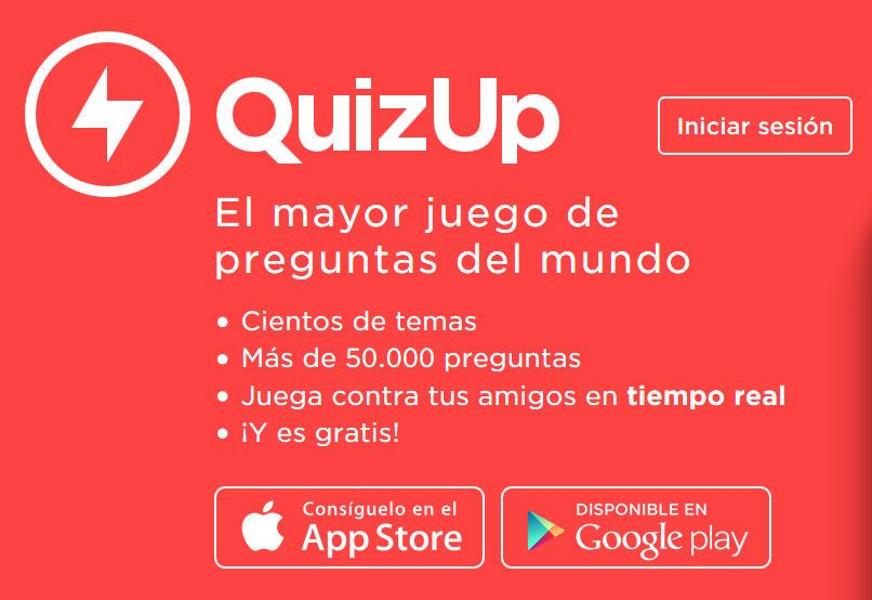 QuizUp
Iniciar sesión
El mayor juego de
preguntas del mundo
• Cientos de temas
• Más de 50.000 preguntas
• Juega contra tus amigos en tiempo real
• ¡Y es gratis!
Consíguelo en el
App Store
DISPONIBLE EN
Google play